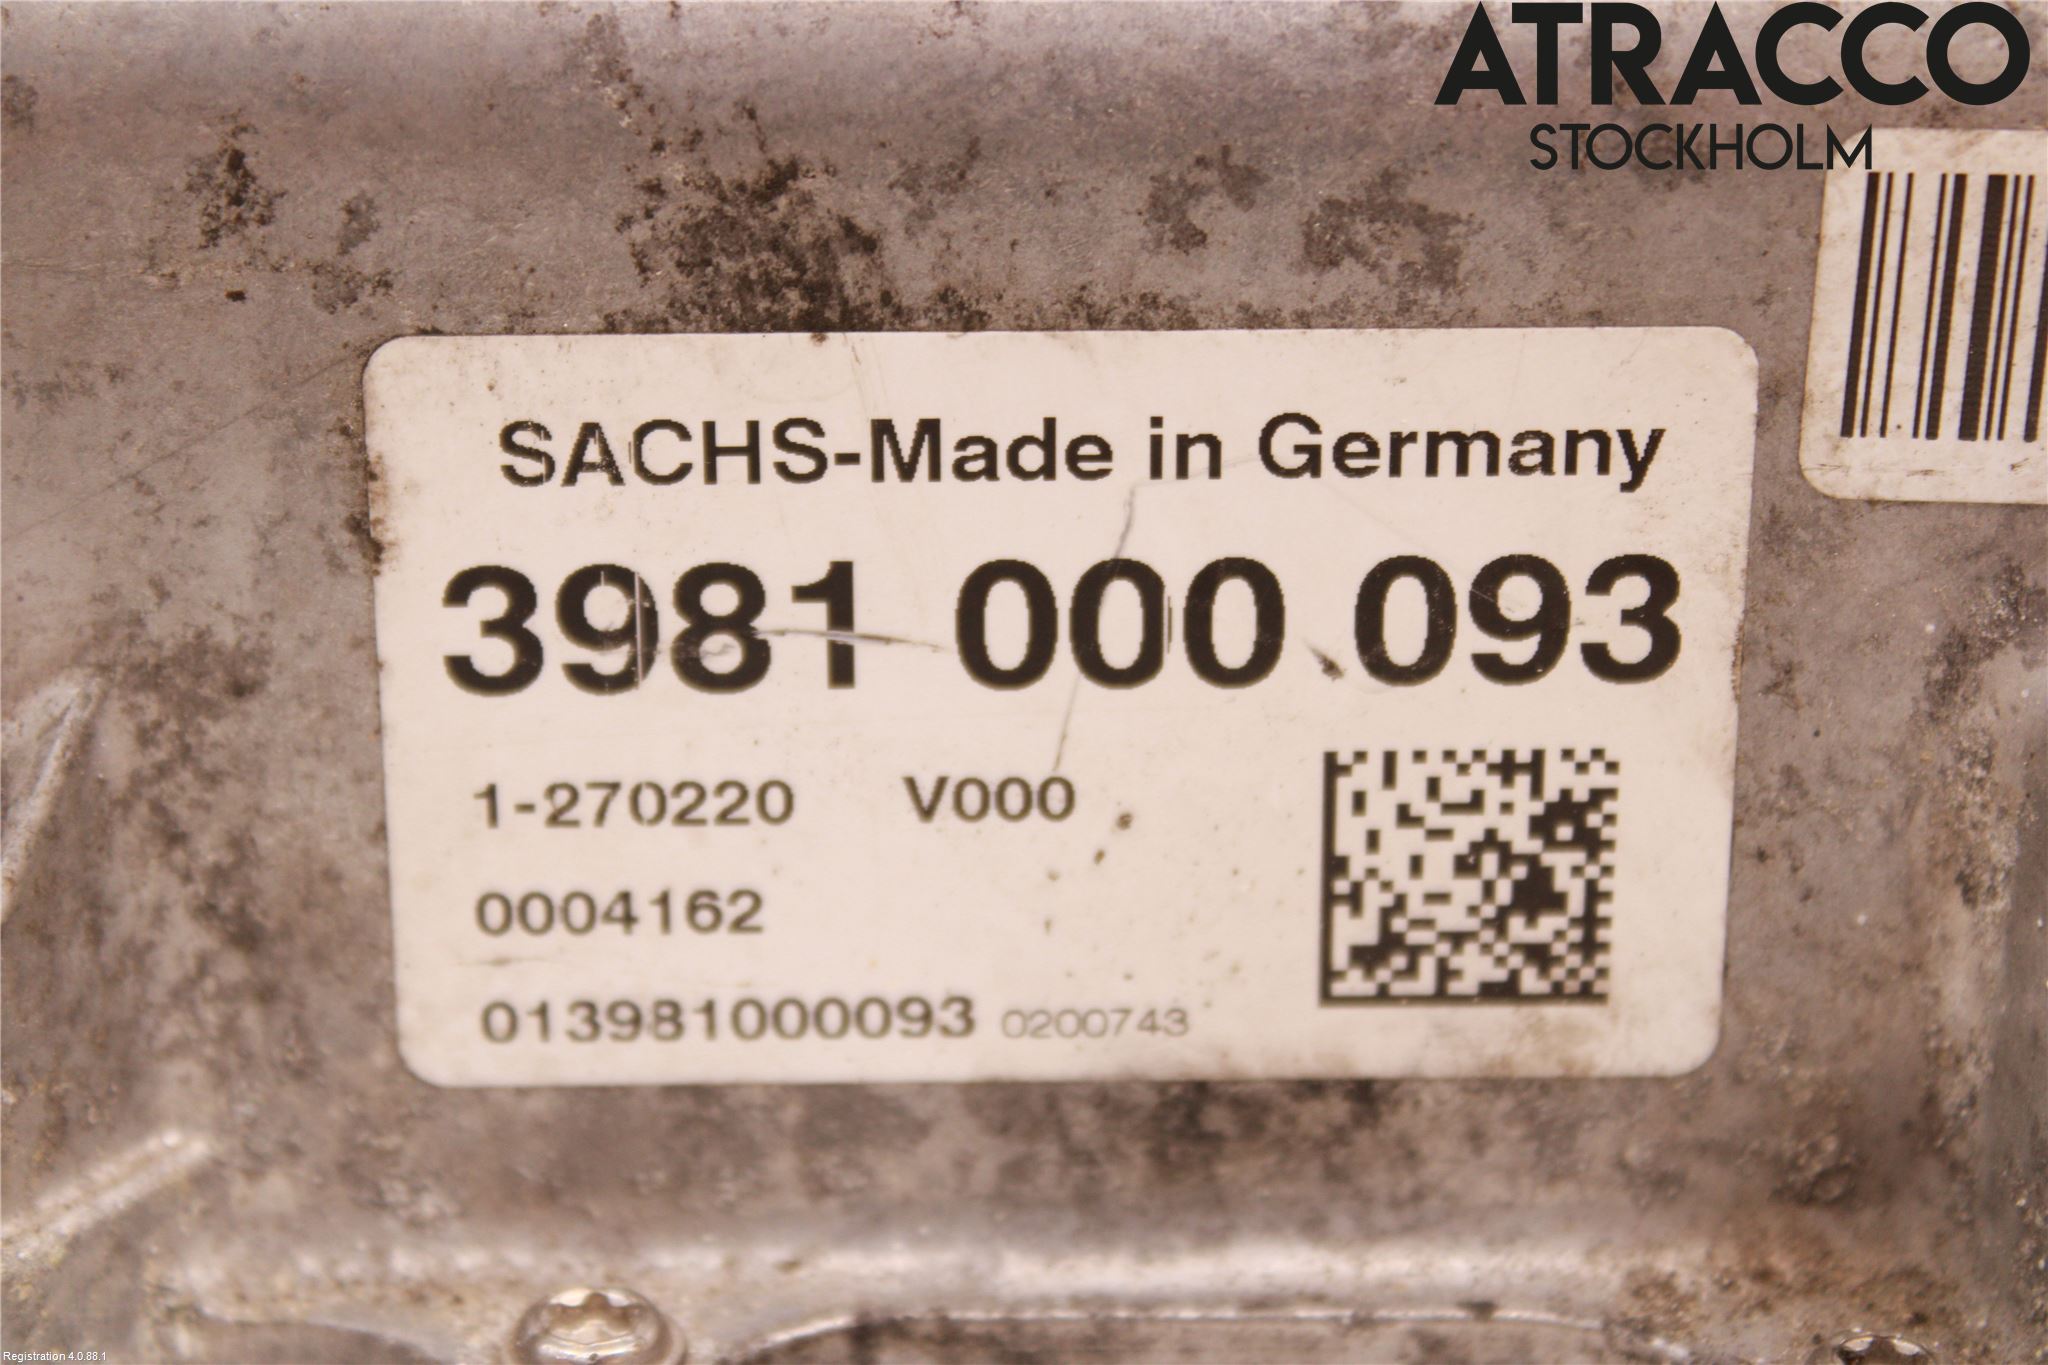 ATRACCO
STOCKHOLM
SACHS-Made in Germany
3981 000 093
1-270220 V000
0004162
013981000093 0200743
Registration 4.0.88.1